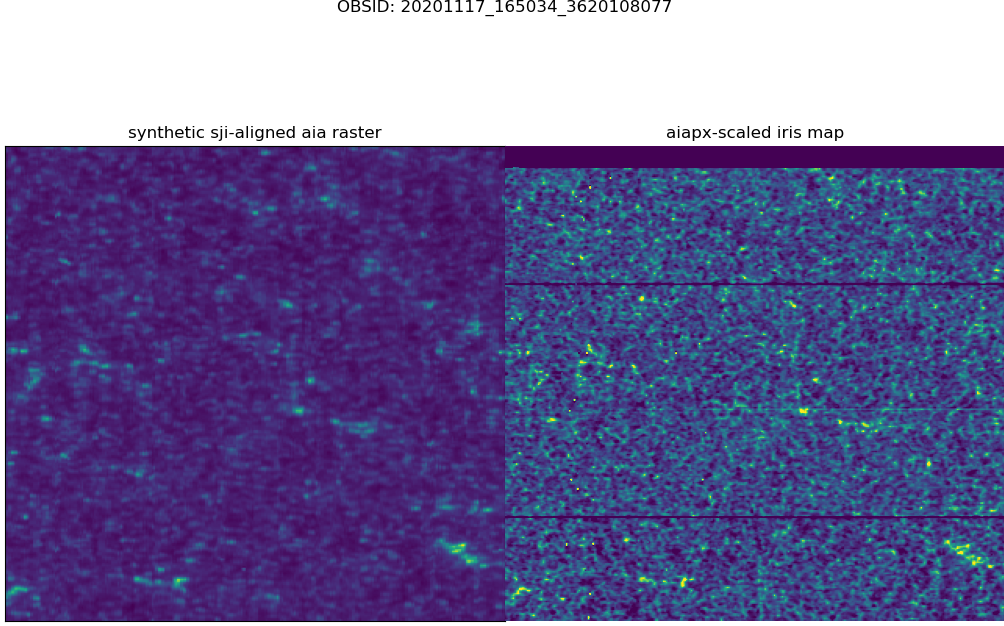 OBSID: 20201117_165034_3620108077
synthetic sji-aligned aia raster
aiapx-scaled iris map